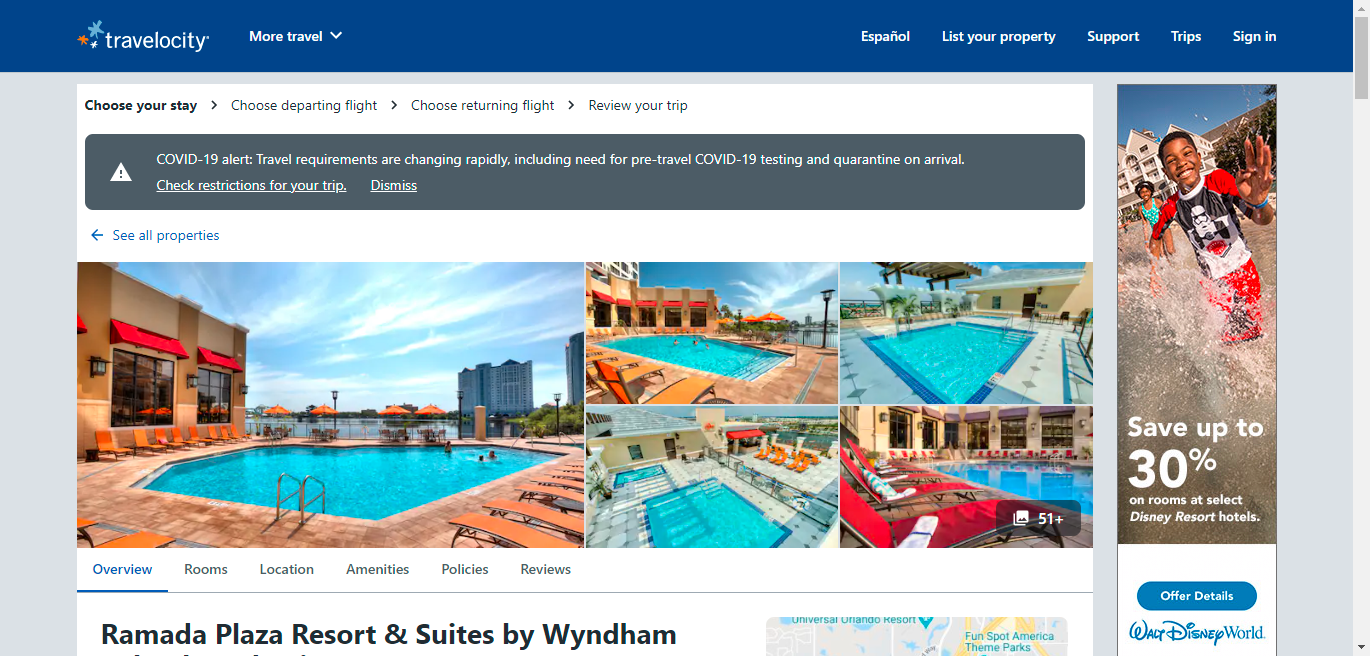 travelocity
More travel
Español
List your property
Support
Trips
Sign in
Choose your stay
Choose departing flight
Choose returning flight
Review your trip
COVID-19 alert: Travel requirements are changing rapidly, including need for pre-travel COVID-19 testing and quarantine on arrival.
Check restrictions for your trip.
Dismiss
See all properties
51+
Save up to
30%
on rooms at select
Disney Resort hotels.
Offer Details
Walt Disney World.
Overview
Rooms
Location
Amenities
Policies
Reviews
Ramada Plaza Resort & Suites by Wyndham
Universal Orlando Resort
Fun Spot America
Theme Parks